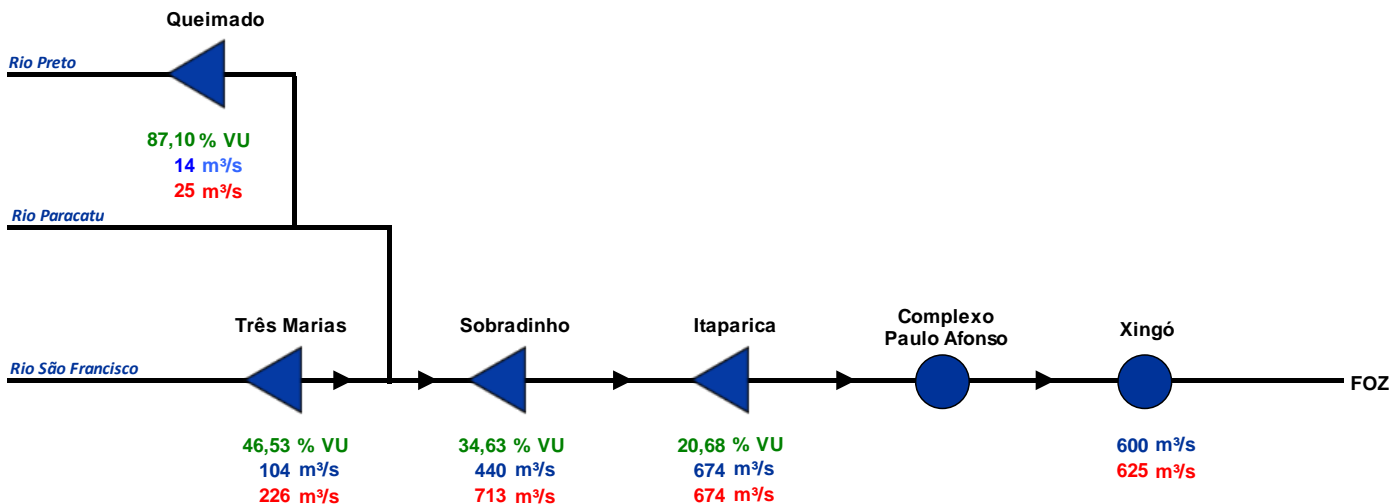 Queimado
Rio Preto
87,10 % VU
14 m³/s
25 m³/s
Rio Paracatu
Três Marias
Sobradinho
Itaparica
Complexo
Paulo Afonso
Xingó
Rio São Francisco
FOZ
46,53 % VU
104 m³/s
226 m³/s
34,63 % VU
440 m³/s
713 m³/s
20,68 % VU
674 m³/s
674 m³/s
600 m³/s
625 m³/s